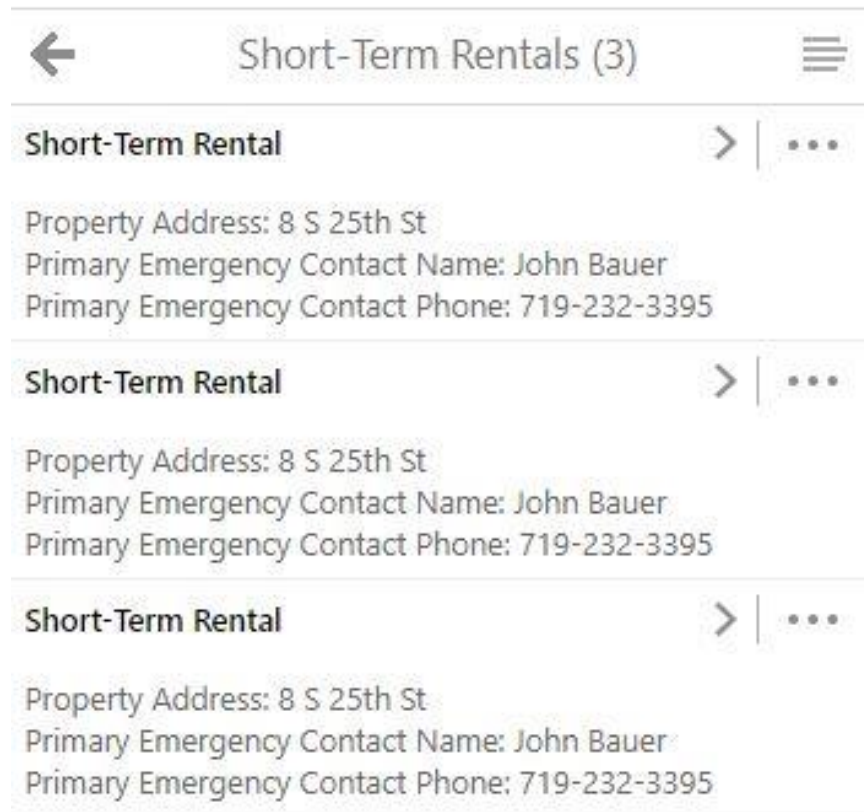 Short-Term Rentals (3)
Short-Term Rental
Property Address: 8 S 25th St
Primary Emergency Contact Name: John Bauer
Primary Emergency Contact Phone: 719-232-3395
Short-Term Rental
Property Address: 8 S 25th St
Primary Emergency Contact Name: John Bauer
Primary Emergency Contact Phone: 719-232-3395
Short-Term Rental
Property Address: 8 S 25th St
Primary Emergency Contact Name: John Bauer
Primary Emergency Contact Phone: 719-232-3395